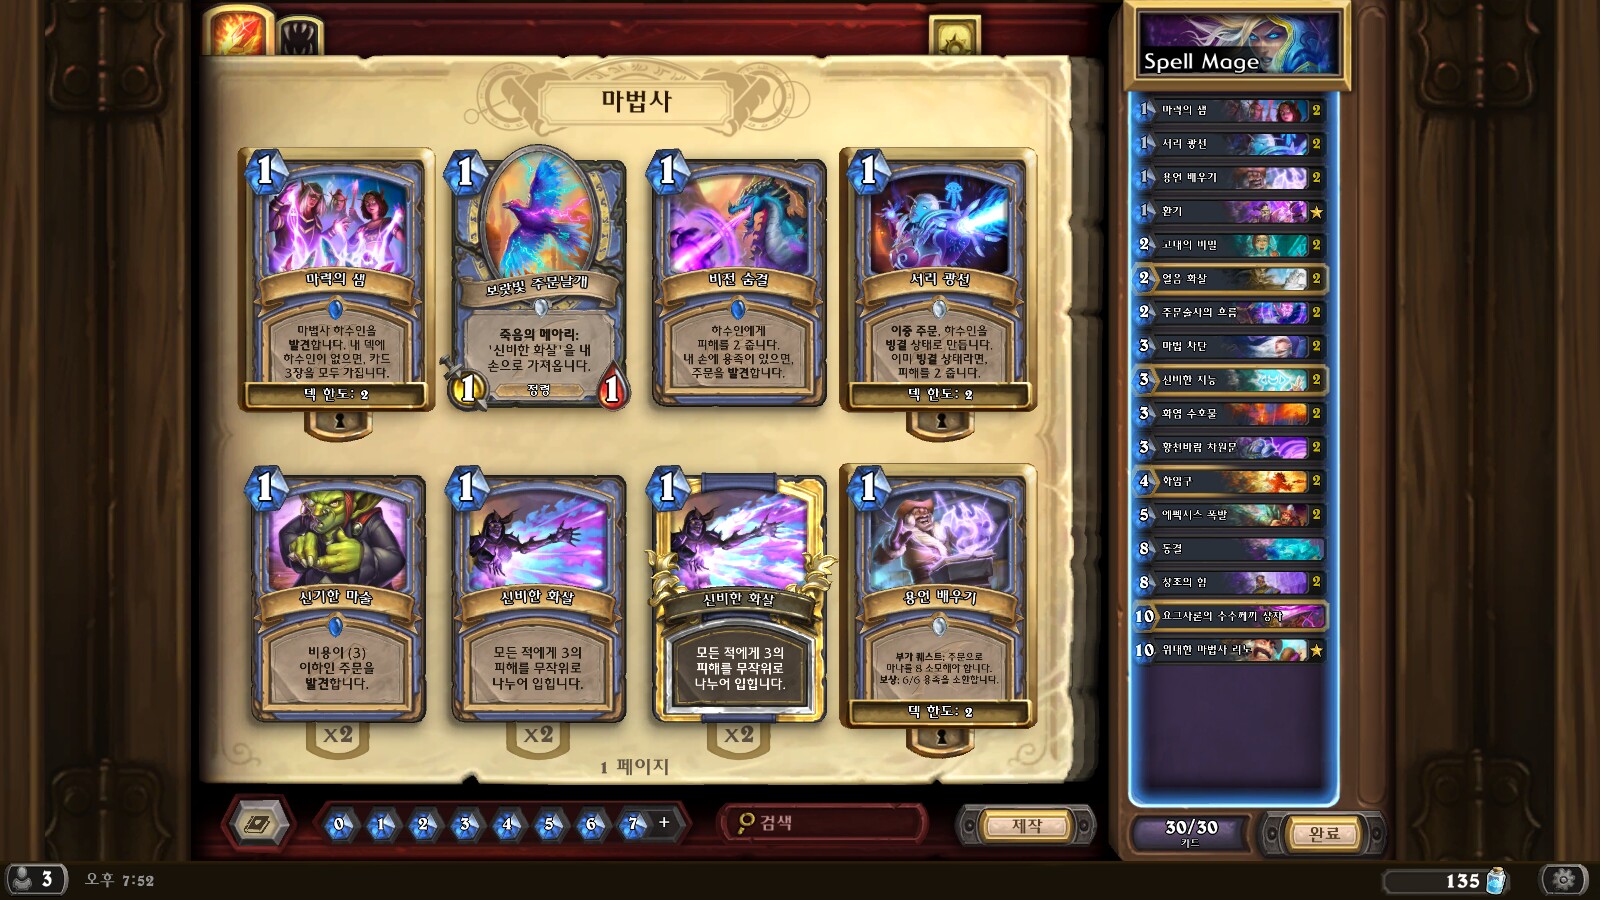 마법사
1
마력의 샘
마법사 하수인을
발견합니다. 내 덱에
하수인이 없으면, 카드
3장을 모두 가집니다.
덱 한도: 2
1
보랏빛 주문날개
죽음의 메아리:
'신비한 화살'을 내
손으로 가져옵니다.
1
정령
1
1
비전 숨결
하수인에게
피해를 2 줍니다.
내 손에 용족이 있으면,
주문을 발견합니다.
1
서리 광선
이중 주문, 하수인을
빙결 상태로 만듭니다.
이미 빙결 상태라면,
피해를 2 줍니다.
덱 한도: 2
1
신기한 마술
비용이 (3)
이하인 주문을
발견합니다.
x2
1
신비한 화살
모든 적에게 3의
피해를 무작위로
나누어 입힙니다.
x2
1
신비한 화살
모든 적에게 3의
피해를 무작위로
나누어 입힙니다.
x2
1
용언 배우기
부가 퀘스트: 주문으로
마나를 8 소모해야 합니다.
보상: 6/6 용족을 소환합니다.
덱 한도: 2
1 페이지
0 1 2 3 4 5 6 7 +
검색
제작
Spell Mage
1 마력의 샘 2
1 서리 광선 2
1 용언 배우기 2
1 환기
2 고대의 비밀 2
2 얼음 화살 2
2 주문술사의 흐름 2
3 마법 차단 2
3 신비한 지능 2
3 화염 수호물 2
3 황천바람 차원문 2
4 화염구 2
5 에펙시스 폭발 2
8 동결
8 창조의 힘 2
10 요그사론의 수수께끼 상자
10 위대한 마법사 리노
30/30
카드
완료
3
오후 7:52
135